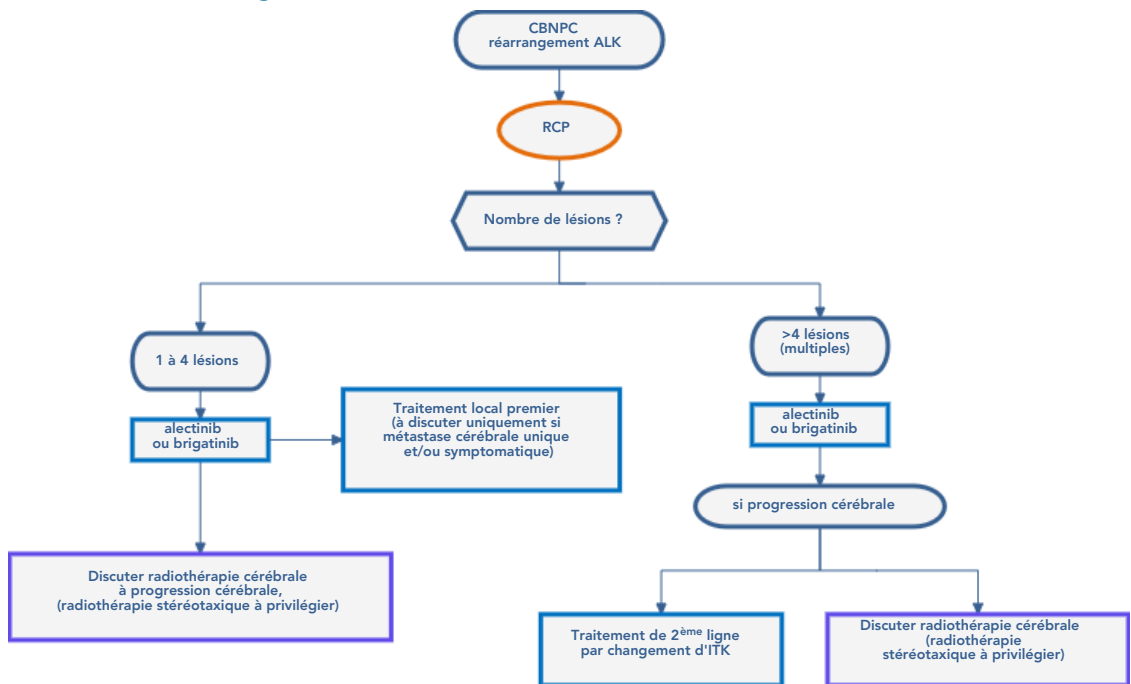 CBNPC
réarrangement ALK
RCP
Nombre de lésions ?
1 à 4 lésions
alectinib
ou brigatinib
Traitement local premier
(à discuter uniquement si
métastase cérébrale unique
et/ou symptomatique)
Discuter radiothérapie cérébrale
à progression cérébrale,
(radiothérapie stéréotaxique à privilégier)
>4 lésions
(multiples)
alectinib
ou brigatinib
si progression cérébrale
Traitement de 2ème ligne
par changement d'ITK
Discuter radiothérapie cérébrale
(radiothérapie
stéréotaxique à privilégier)